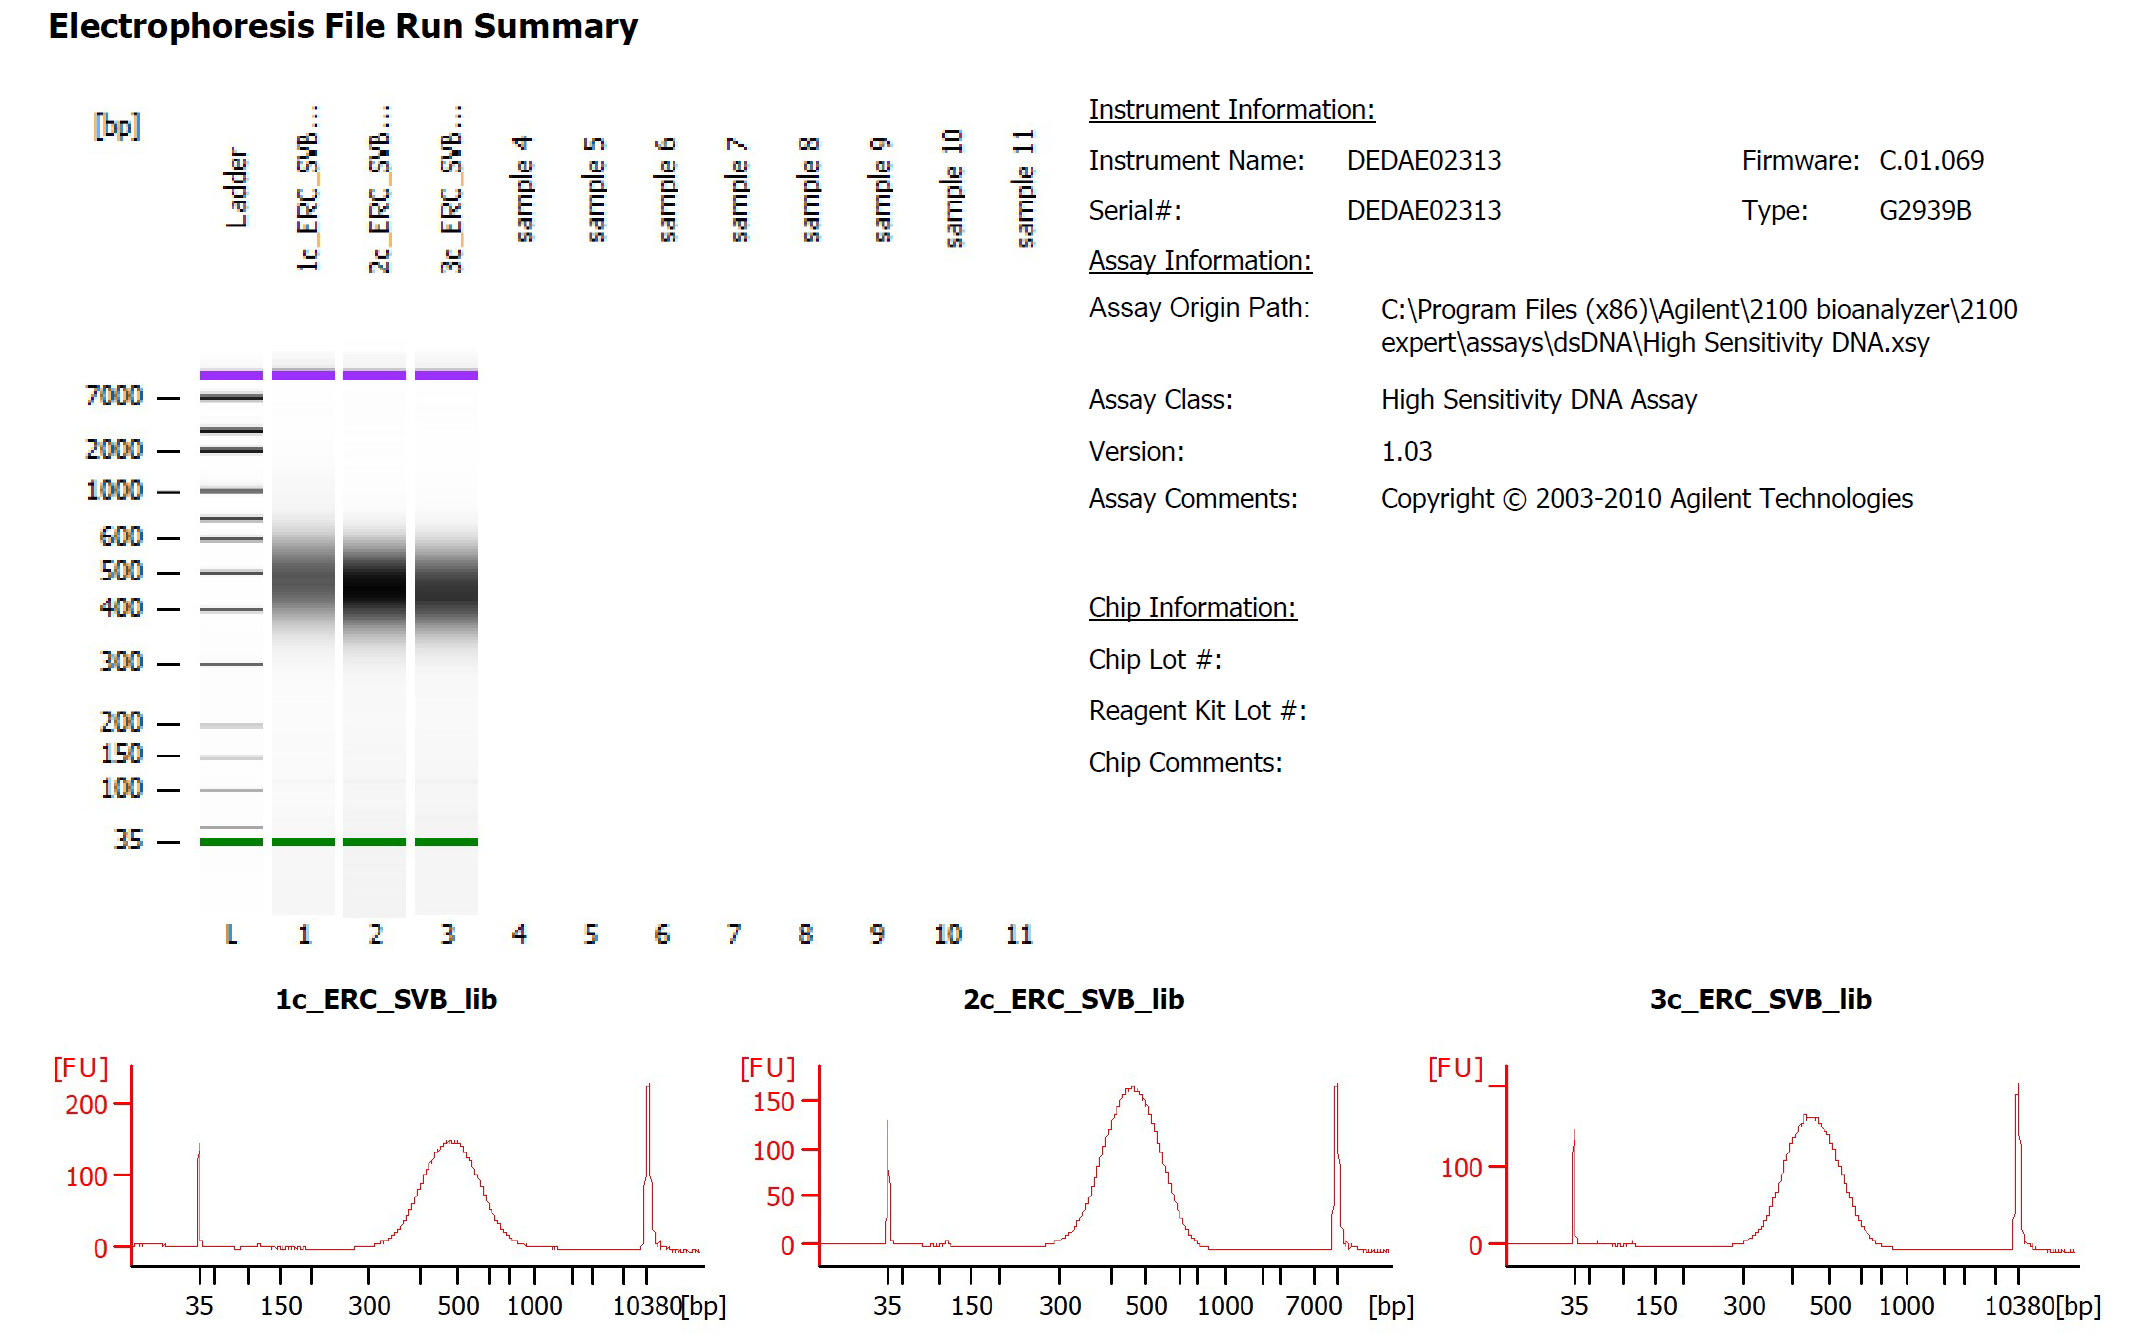 Electrophoresis File Run Summary
[bp]
Ladder
1c_ERC_SVB...
2c_ERC_SVB...
3c_ERC_SVB...
sample 4
sample 5
sample 6
sample 7
sample 8
sample 9
sample 10
sample 11
7000
2000
1000
600
500
400
300
200
150
100
35
L 1 2 3 4 5 6 7 8 9 10 11
Instrument Information:
Instrument Name: DEDAE02313 Firmware: C.01.069
Serial#: DEDAE02313 Type: G2939B
Assay Information:
Assay Origin Path: C:\Program Files (x86)\Agilent\2100 bioanalyzer\2100
expert\assays\dsDNA\High Sensitivity DNA.xsy
Assay Class: High Sensitivity DNA Assay
Version: 1.03
Assay Comments: Copyright © 2003-2010 Agilent Technologies
Chip Information:
Chip Lot #:
Reagent Kit Lot #:
Chip Comments:
1c_ERC_SVB_lib
[FU]
200
100
0
35 150 300 500 1000 10380 [bp]
2c_ERC_SVB_lib
[FU]
150
100
50
0
35 150 300 500 1000 7000 [bp]
3c_ERC_SVB_lib
[FU]
100
0
35 150 300 500 1000 10380 [bp]